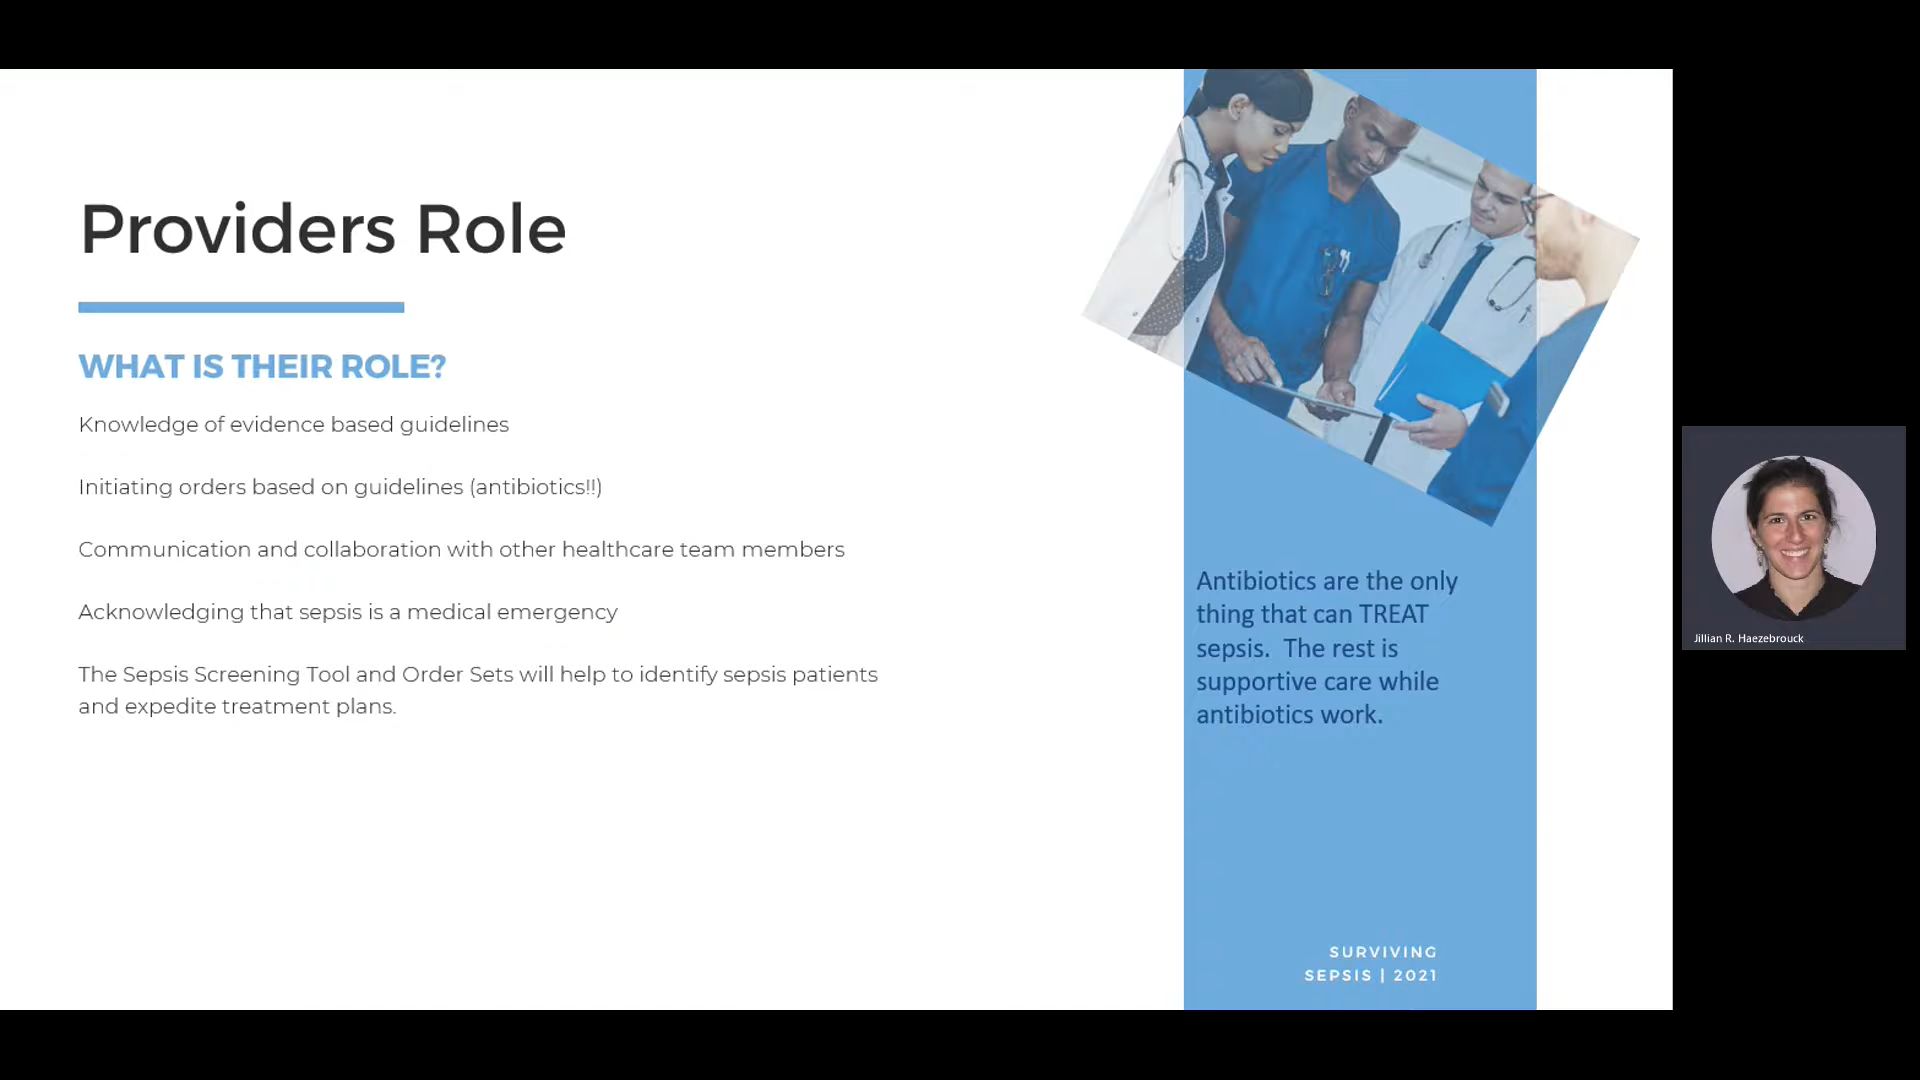 Providers Role
WHAT IS THEIR ROLE?
Knowledge of evidence based guidelines
Initiating orders based on guidelines (antibiotics!!)
Communication and collaboration with other healthcare team members
Acknowledging that sepsis is a medical emergency
The Sepsis Screening Tool and Order Sets will help to identify sepsis patients
and expedite treatment plans.
Antibiotics are the only
thing that can TREAT
sepsis.  The rest is
supportive care while
antibiotics work.
SURVIVING
SEPSIS | 2021
Jillian R. Haezebrouck